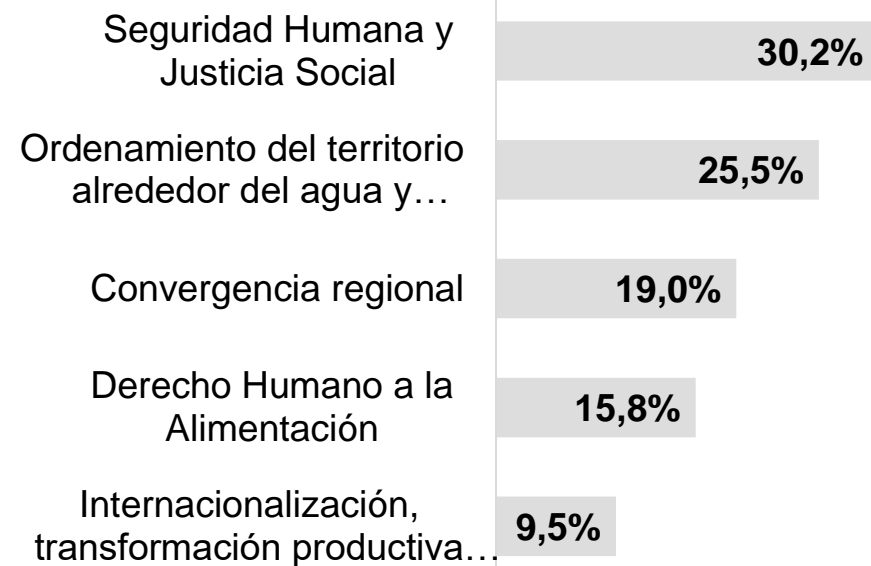 Seguridad Humana y
Justicia Social
30,2%
Ordenamiento del territorio
alrededor del agua y…
25,5%
Convergencia regional
19,0%
Derecho Humano a la
Alimentación
15,8%
Internacionalización,
transformación productiva…
9,5%